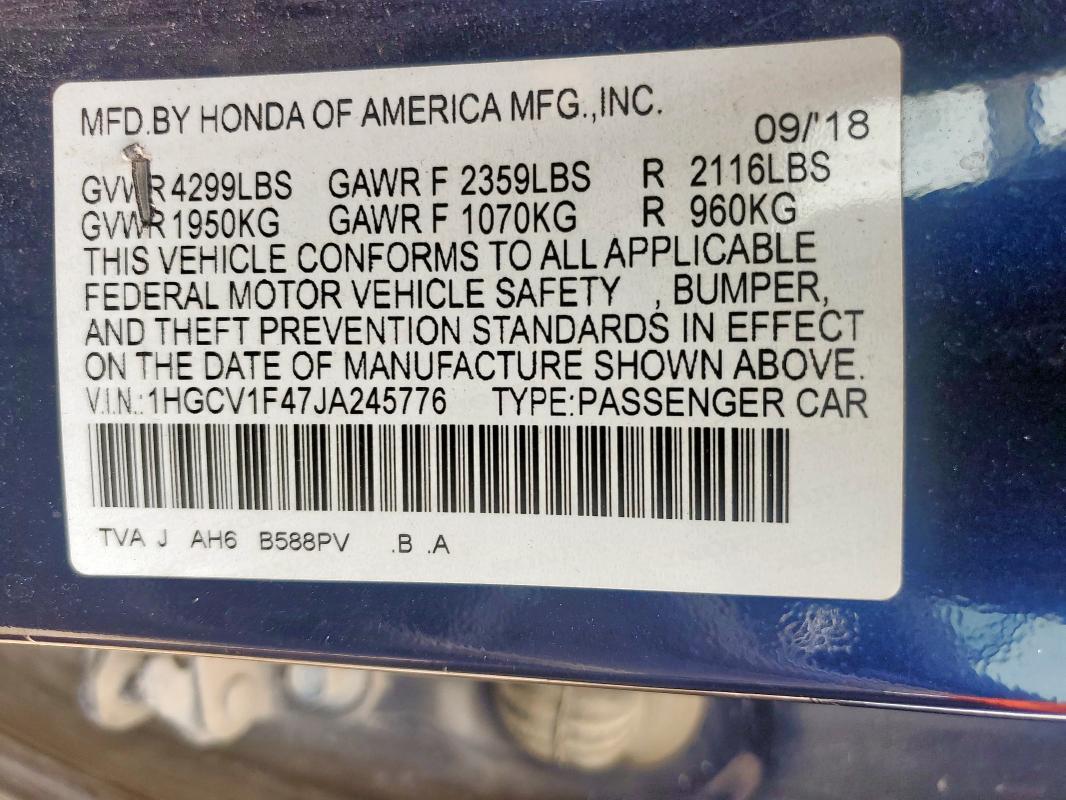 MFD.BY HONDA OF AMERICA MFG.,INC.
09/'18
GVWR 4299LBS GAWR F 2359LBS R 2116LBS
GVWR 1950KG GAWR F 1070KG R 960KG
THIS VEHICLE CONFORMS TO ALL APPLICABLE
FEDERAL MOTOR VEHICLE SAFETY , BUMPER,
AND THEFT PREVENTION STANDARDS IN EFFECT
ON THE DATE OF MANUFACTURE SHOWN ABOVE.
V.I.N.:1HGCV1F47JA245776 TYPE:PASSENGER CAR
TVA J AH6 B588PV .B .A